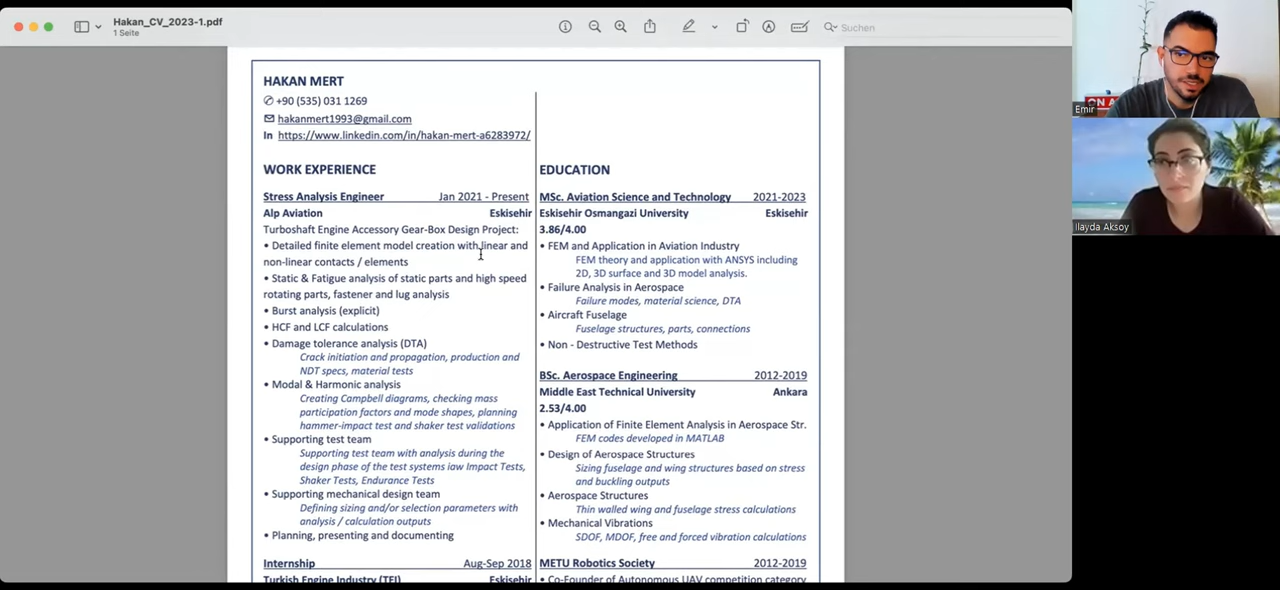 Hakan_CV_2023-1.pdf
1 Seite
Suchen
HAKAN MERT
+90 (535) 031 1269
hakanmert1993@gmail.com
In https://www.linkedin.com/in/hakan-mert-a6283972/
WORK EXPERIENCE
Stress Analysis Engineer Jan 2021 - Present
Alp Aviation Eskisehir
Turboshaft Engine Accessory Gear-Box Design Project:
• Detailed finite element model creation with linear and
non-linear contacts / elements
• Static & Fatigue analysis of static parts and high speed
rotating parts, fastener and lug analysis
• Burst analysis (explicit)
• HCF and LCF calculations
• Damage tolerance analysis (DTA)
Crack initiation and propagation, production and
NDT specs, material tests
• Modal & Harmonic analysis
Creating Campbell diagrams, checking mass
participation factors and mode shapes, planning
hammer-impact test and shaker test validations
• Supporting test team
Supporting test team with analysis during the
design phase of the test systems iaw Impact Tests,
Shaker Tests, Endurance Tests
• Supporting mechanical design team
Defining sizing and/or selection parameters with
analysis / calculation outputs
• Planning, presenting and documenting
Internship Aug-Sep 2018
Turkish Engine Industry (TEI) Eskisehir
EDUCATION
MSc. Aviation Science and Technology 2021-2023
Eskisehir Osmangazi University Eskisehir
3.86/4.00
• FEM and Application in Aviation Industry
FEM theory and application with ANSYS including
2D, 3D surface and 3D model analysis.
• Failure Analysis in Aerospace
Failure modes, material science, DTA
• Aircraft Fuselage
Fuselage structures, parts, connections
• Non - Destructive Test Methods
BSc. Aerospace Engineering 2012-2019
Middle East Technical University Ankara
2.53/4.00
• Application of Finite Element Analysis in Aerospace Str.
FEM codes developed in MATLAB
• Design of Aerospace Structures
Sizing fuselage and wing structures based on stress
and buckling outputs
• Aerospace Structures
Thin walled wing and fuselage stress calculations
• Mechanical Vibrations
SDOF, MDOF, free and forced vibration calculations
METU Robotics Society 2012-2019
• Co-Founder of Autonomous UAV competition category
ON A
Emir
Ilayda Aksoy